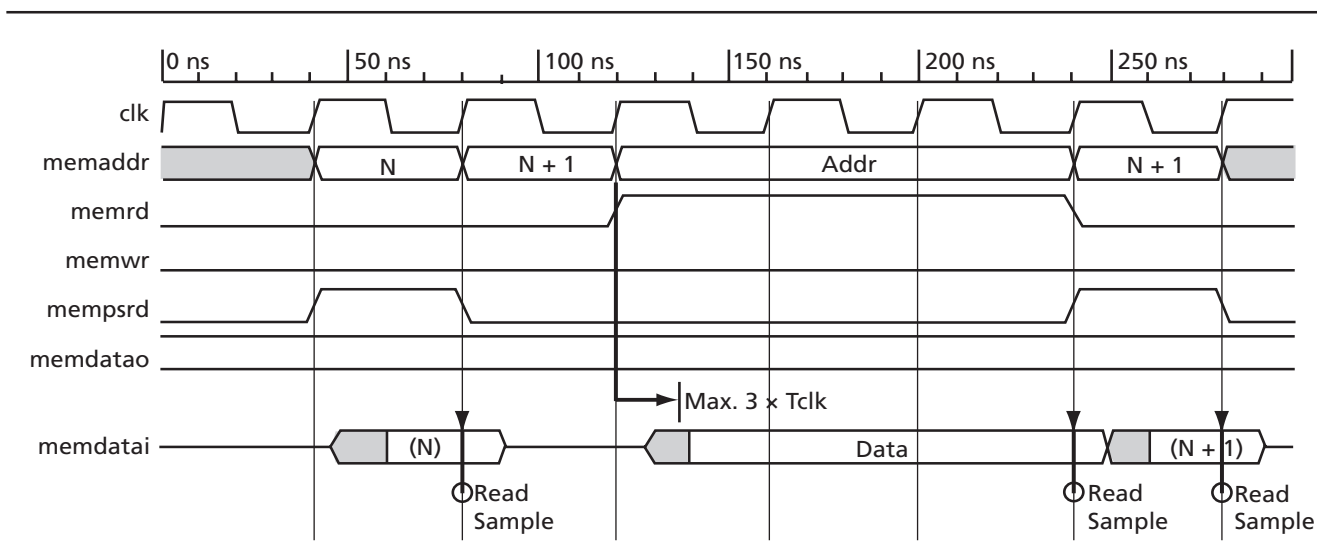 0 ns 50 ns 100 ns 150 ns 200 ns 250 ns
clk
memaddr N N + 1 Addr N + 1
memrd
memwr
mempsrd
memdatao
Max. 3 × Tclk
memdatai (N) Data (N + 1)
Read Sample
Read Sample
Read Sample